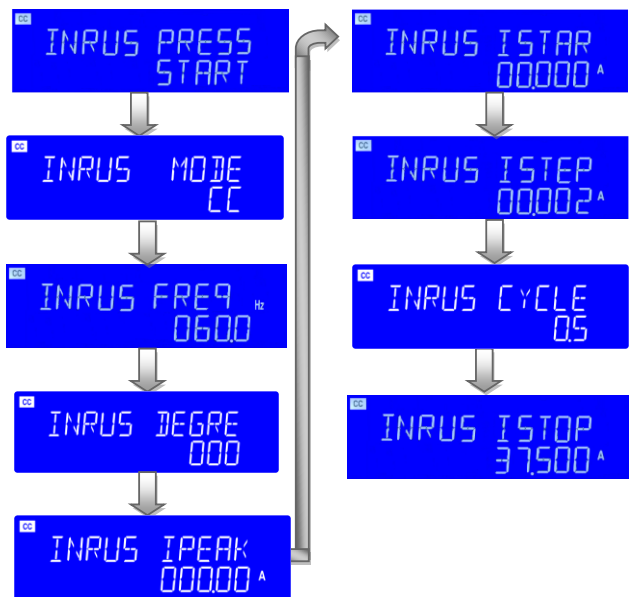 CC
INRUS PRESS
START
CC
INRUS MODE
CC
CC
INRUS FREQ Hz
060.0
CC
INRUS DEGRE
000
CC
INRUS IPEAK
000.00 A
CC
INRUS ISTAR
00.000 A
CC
INRUS ISTEP
00.002 A
CC
INRUS CYCLE
0.5
CC
INRUS ISTOP
37.500 A